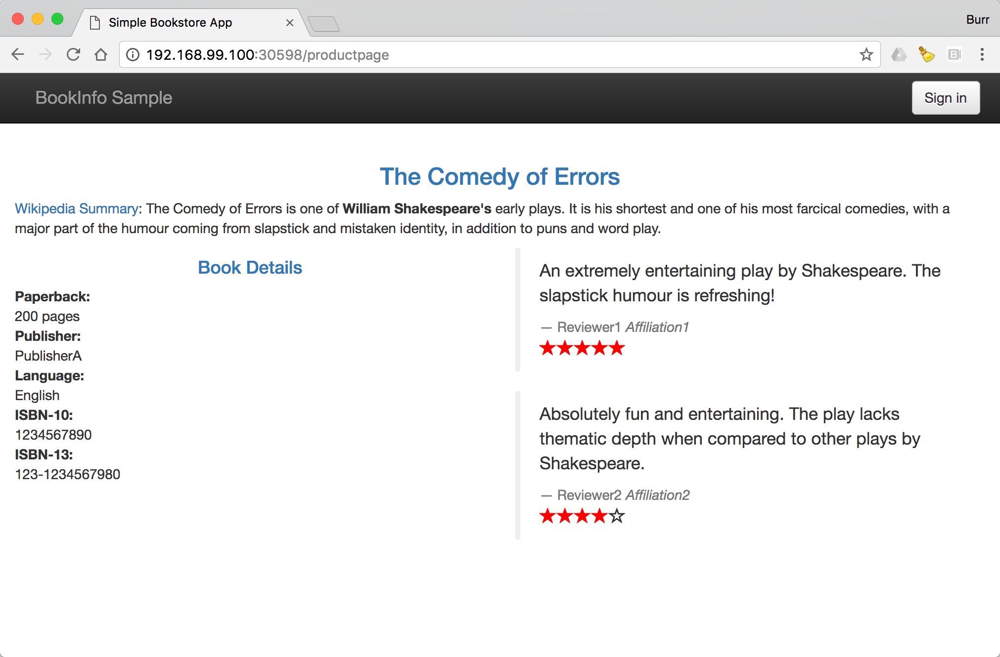 Simple Bookstore App
Burr
192.168.99.100:30598/productpage
BookInfo Sample
Sign in
The Comedy of Errors
Wikipedia Summary: The Comedy of Errors is one of William Shakespeare's early plays. It is his shortest and one of his most farcical comedies, with a
major part of the humour coming from slapstick and mistaken identity, in addition to puns and word play.
Book Details
Paperback:
200 pages
Publisher:
PublisherA
Language:
English
ISBN-10:
1234567890
ISBN-13:
123-1234567980
An extremely entertaining play by Shakespeare. The
slapstick humour is refreshing!
— Reviewer1 Affiliation1
★★★★★
Absolutely fun and entertaining. The play lacks
thematic depth when compared to other plays by
Shakespeare.
— Reviewer2 Affiliation2
★★★★☆